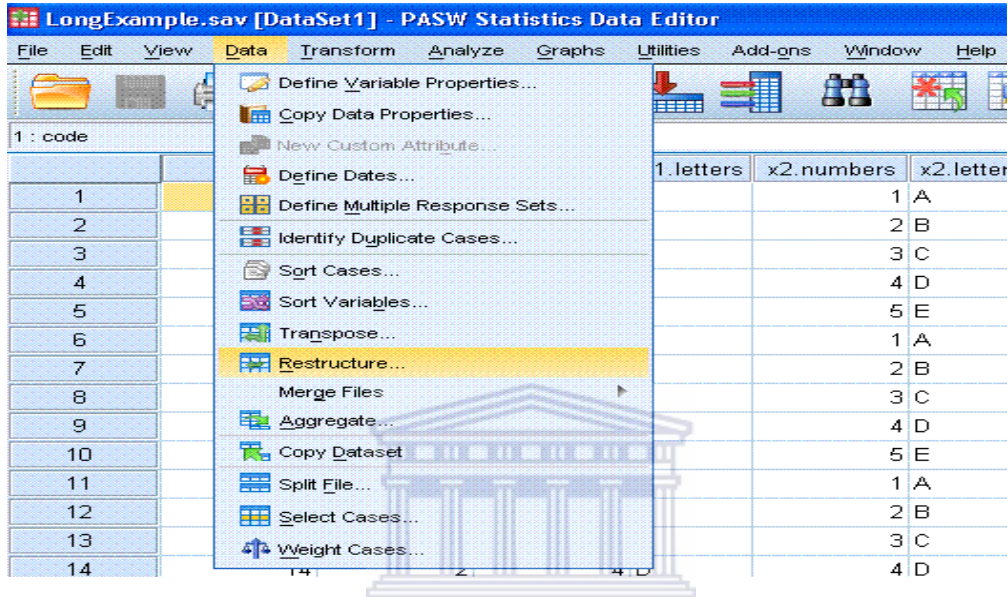 LongExample.sav [DataSet1] - PASW Statistics Data Editor
File Edit View Data Transform Analyze Graphs Utilities Add-ons Window Help
1 : code
Define Variable Properties...
Copy Data Properties...
New Custom Attribute...
Define Dates...
Define Multiple Response Sets...
Identify Duplicate Cases...
Sort Cases...
Sort Variables...
Transpose...
Restructure...
Merge Files
Aggregate...
Copy Dataset
Split File...
Select Cases...
Weight Cases...
1.letters x2.numbers x2.letter
1 1 A
2 2 B
3 3 C
4 4 D
5 5 E
6 1 A
7 2 B
8 3 C
9 4 D
10 5 E
11 1 A
12 2 B
13 3 C
14 14 2 4 D 4 D